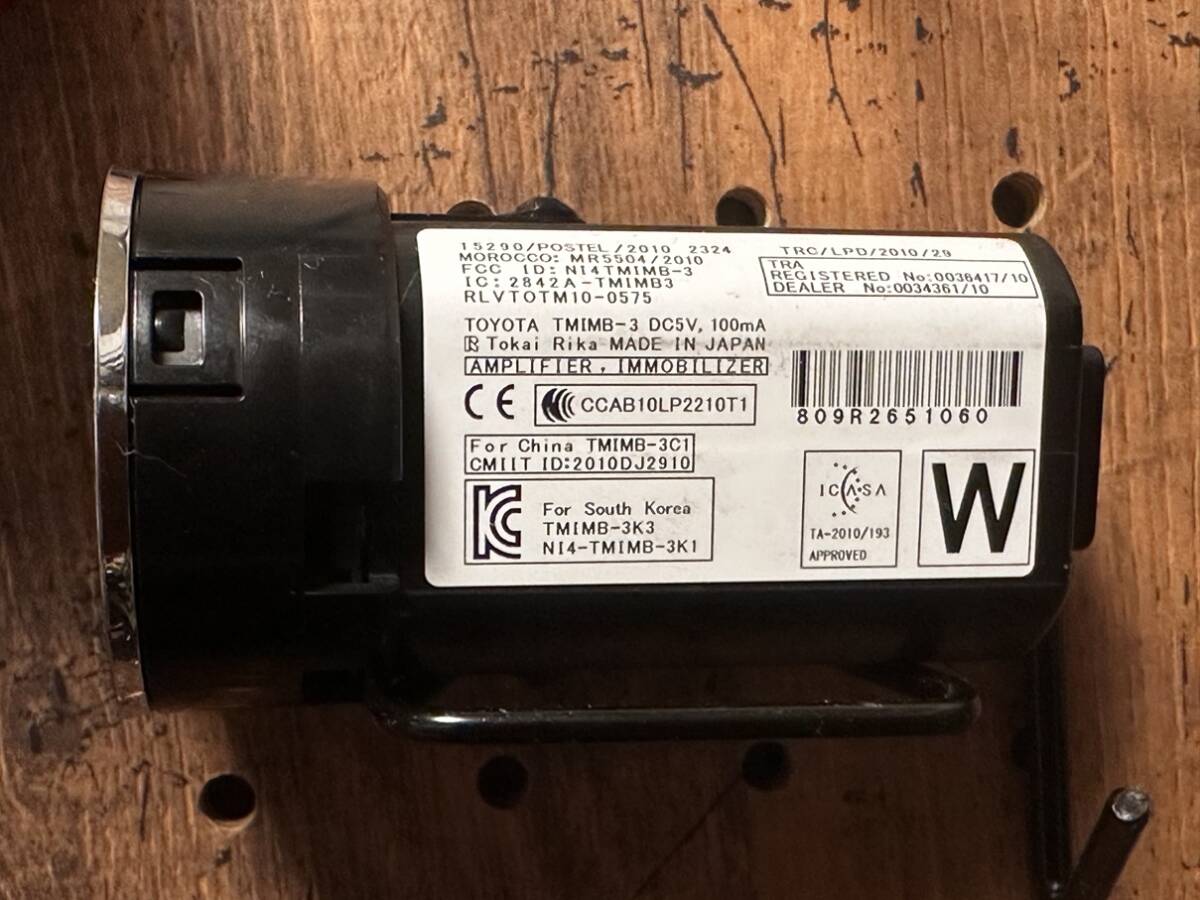 15290/POSTEL/2010 2324
MOROCCO: MR5504/2010
FCC ID: NI4TMIMB-3
IC: 2842A-TMIMB3
RLVTOTM10-0575
TRC/LPD/2010/29
TRA
REGISTERED No:0036417/10
DEALER No:0034361/10
TOYOTA TMIMB-3 DC5V, 100mA
R Tokai Rika MADE IN JAPAN
AMPLIFIER, IMMOBILIZER
CE
CCAB10LP2210T1
809R2651060
For China TMIMB-3C1
CMIIT ID:2010DJ2910
KC
For South Korea
TMIMB-3K3
NI4-TMIMB-3K1
ICASA
TA-2010/193
APPROVED
W